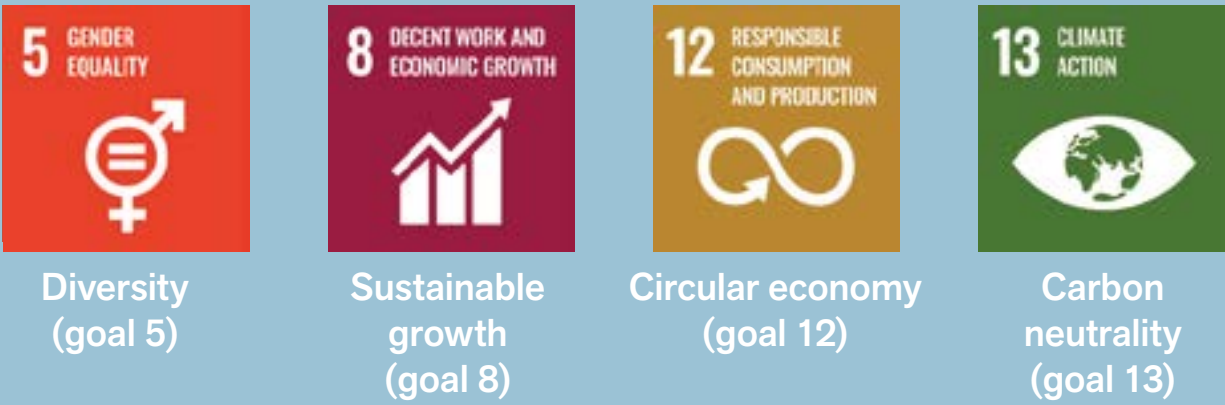 5 GENDER
EQUALITY
8 DECENT WORK AND
ECONOMIC GROWTH
12 RESPONSIBLE
CONSUMPTION
AND PRODUCTION
13 CLIMATE
ACTION
Diversity
(goal 5)
Sustainable
growth
(goal 8)
Circular economy
(goal 12)
Carbon
neutrality
(goal 13)